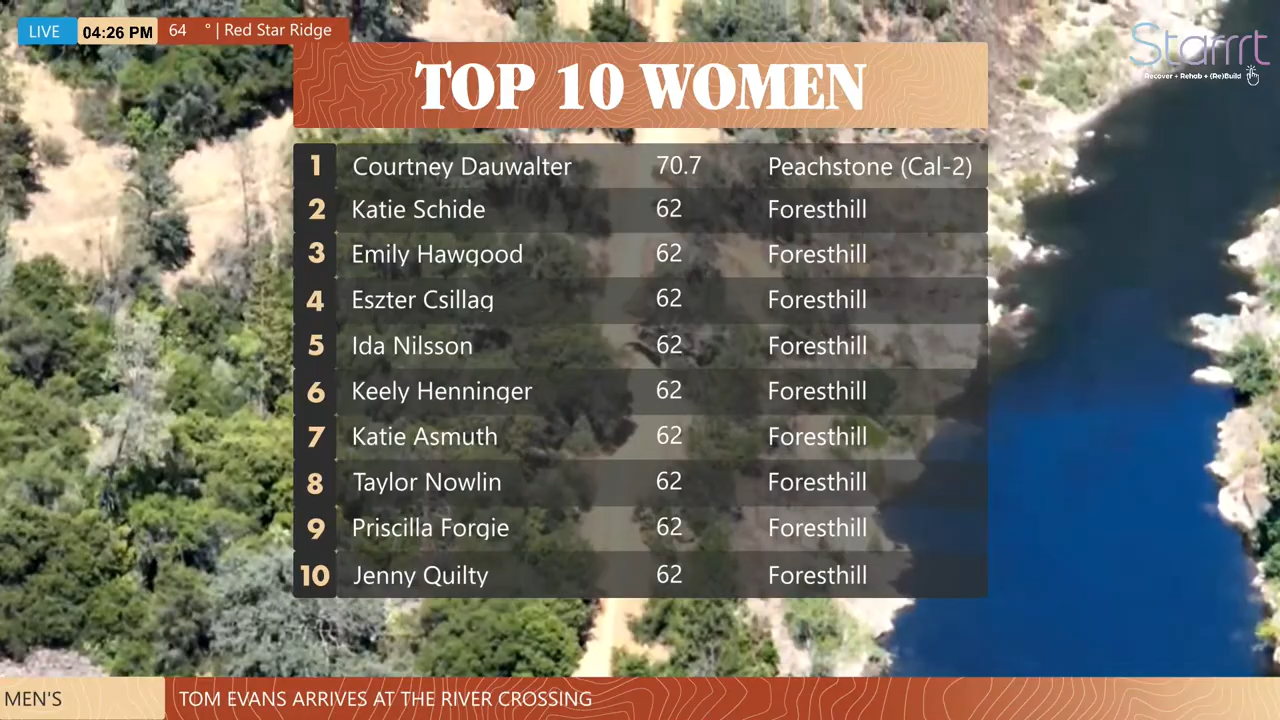 LIVE 04:26 PM 64 ° | Red Star Ridge
Starrrt
Recover + Rehab + (Re)Build
TOP 10 WOMEN
1 Courtney Dauwalter 70.7 Peachstone (Cal-2)
2 Katie Schide 62 Foresthill
3 Emily Hawgood 62 Foresthill
4 Eszter Csillag 62 Foresthill
5 Ida Nilsson 62 Foresthill
6 Keely Henninger 62 Foresthill
7 Katie Asmuth 62 Foresthill
8 Taylor Nowlin 62 Foresthill
9 Priscilla Forgie 62 Foresthill
10 Jenny Quilty 62 Foresthill
MEN'S TOM EVANS ARRIVES AT THE RIVER CROSSING